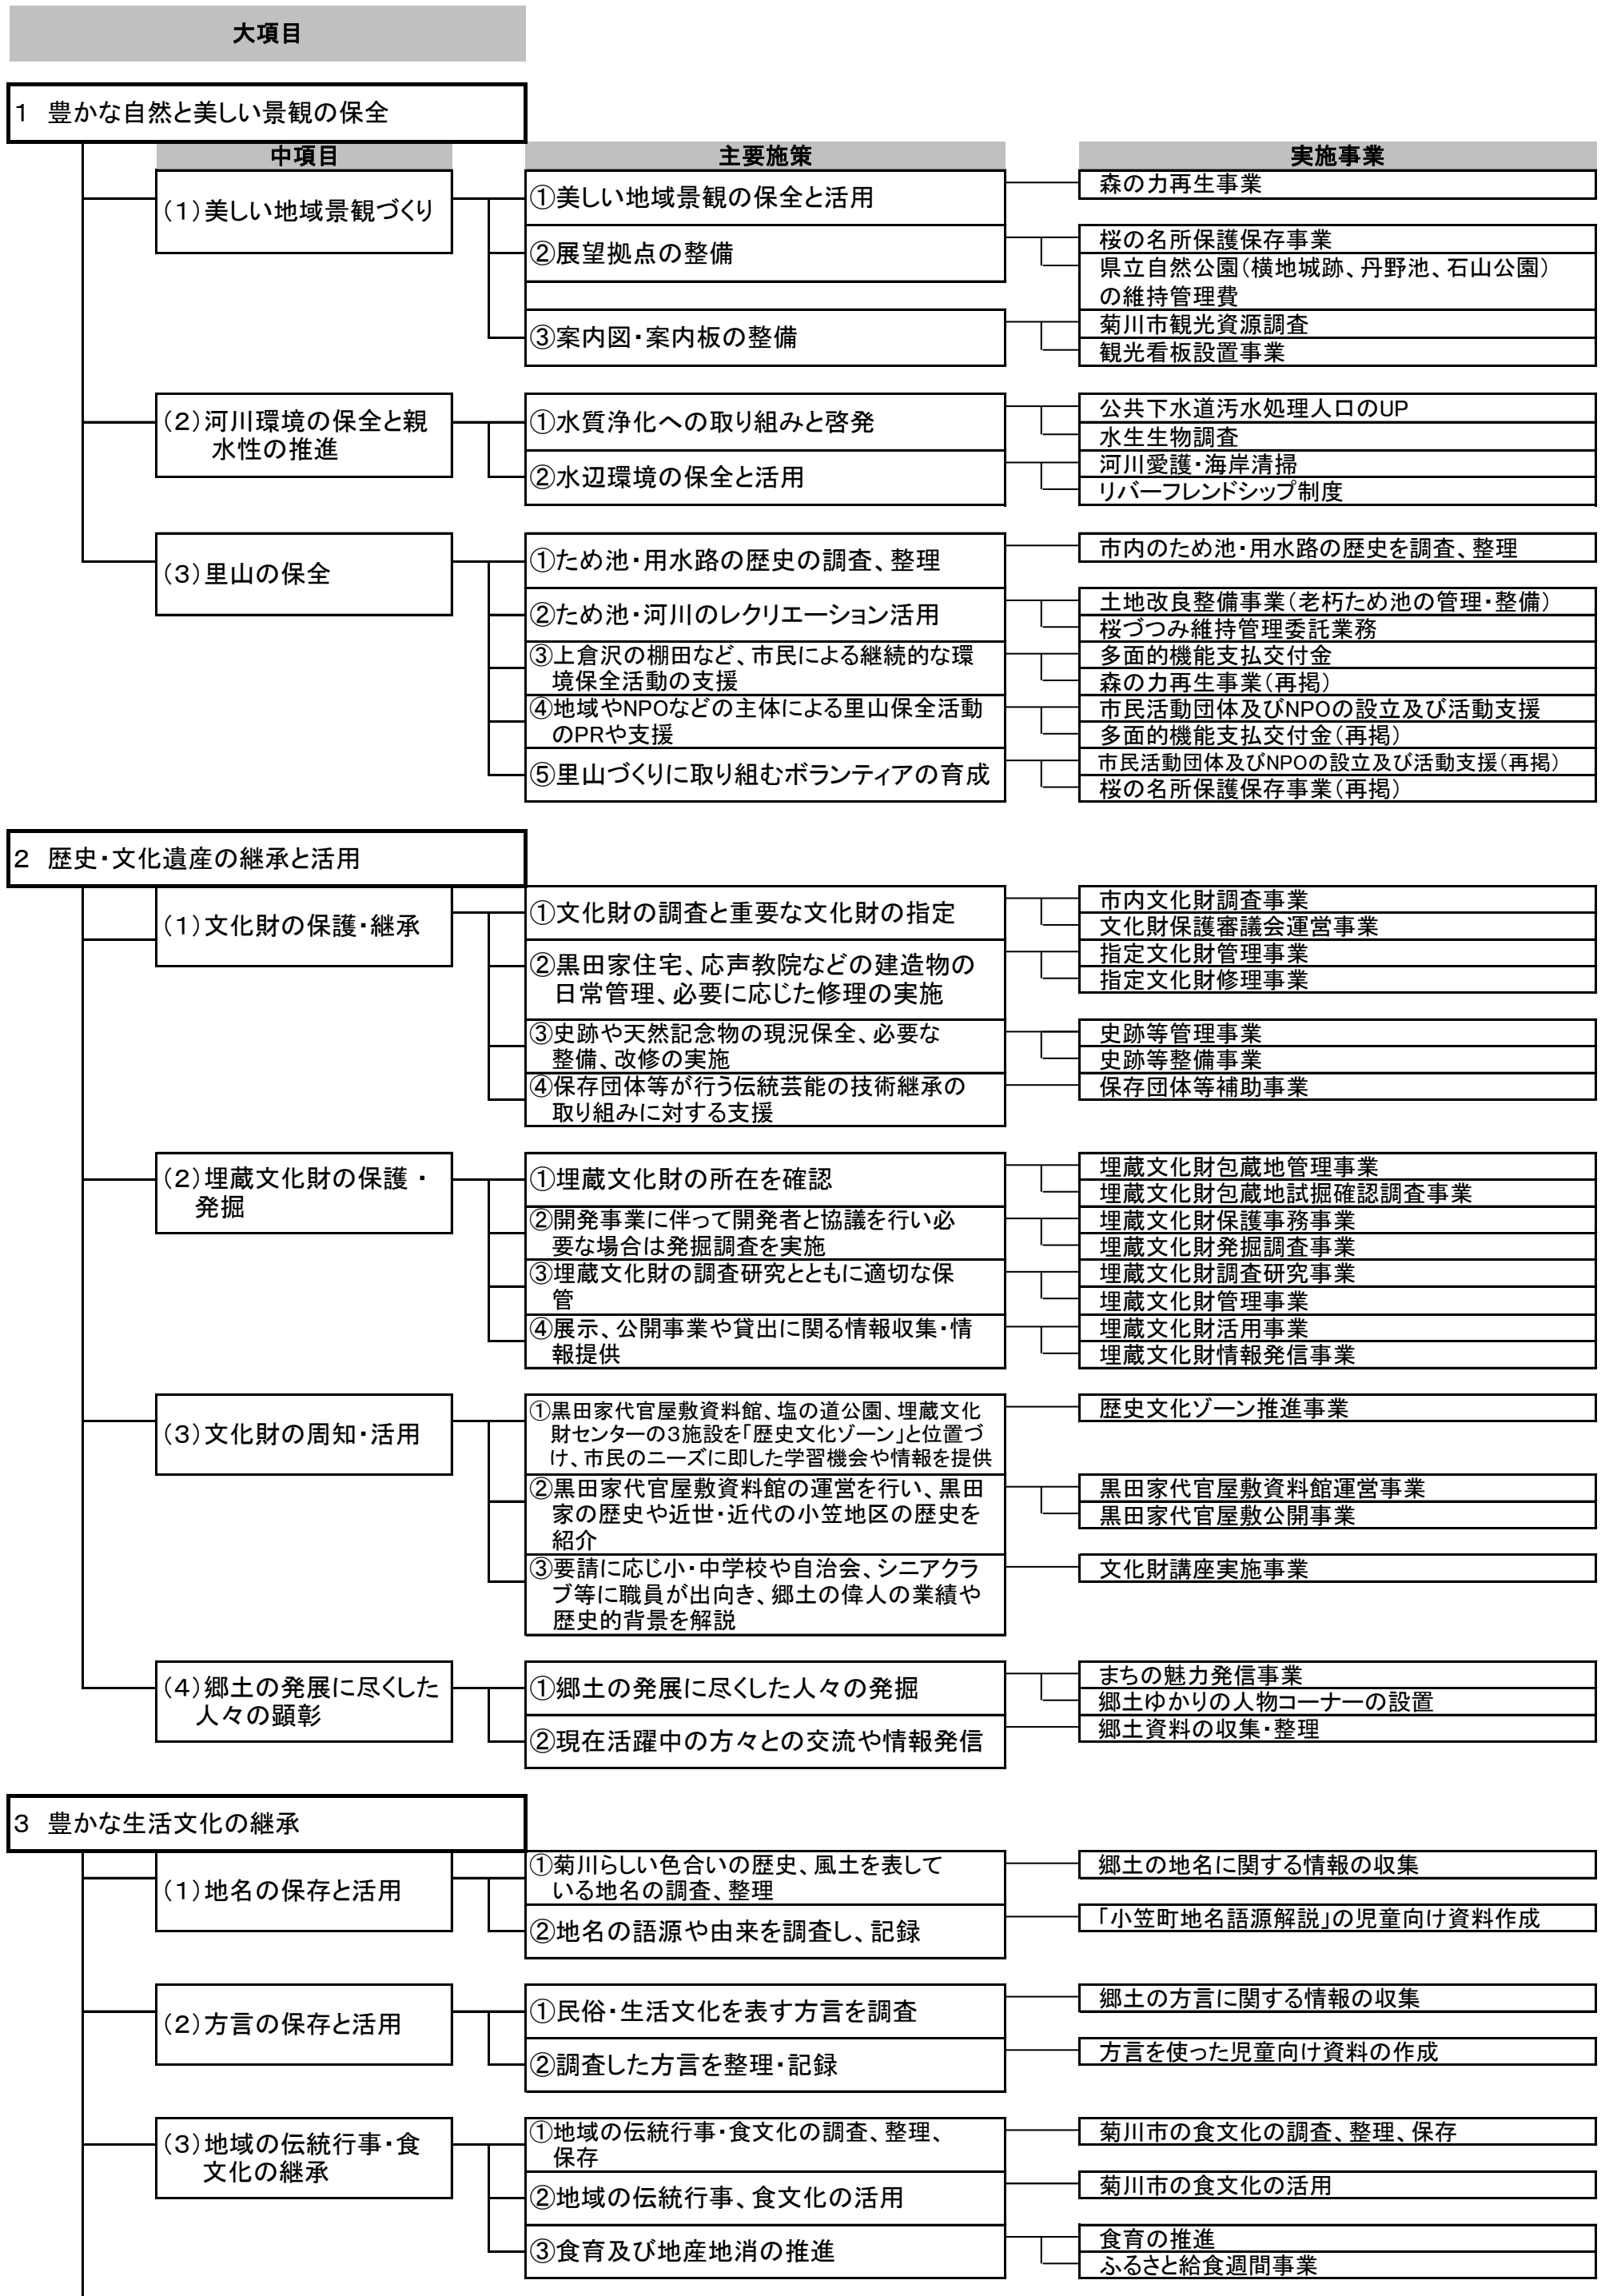 大項目
1 豊かな自然と美しい景観の保全
中項目
主要施策
実施事業
(1)美しい地域景観づくり
①美しい地域景観の保全と活用
森の力再生事業
②展望拠点の整備
桜の名所保護保存事業
県立自然公園(横地城跡、丹野池、石山公園)
の維持管理費
③案内図・案内板の整備
菊川市観光資源調査
観光看板設置事業
(2)河川環境の保全と親
水性の推進
①水質浄化への取り組みと啓発
公共下水道汚水処理人口のUP
水生生物調査
②水辺環境の保全と活用
河川愛護・海岸清掃
リバーフレンドシップ制度
(3)里山の保全
①ため池・用水路の歴史の調査、整理
市内のため池・用水路の歴史を調査、整理
②ため池・河川のレクリエーション活用
土地改良整備事業(老朽ため池の管理・整備)
桜づつみ維持管理委託業務
③上倉沢の棚田など、市民による継続的な環
境保全活動の支援
多面的機能支払交付金
森の力再生事業(再掲)
④地域やNPOなどの主体による里山保全活動
のPRや支援
市民活動団体及びNPOの設立及び活動支援
多面的機能支払交付金(再掲)
⑤里山づくりに取り組むボランティアの育成
市民活動団体及びNPOの設立及び活動支援(再掲)
桜の名所保護保存事業(再掲)
2 歴史・文化遺産の継承と活用
(1)文化財の保護・継承
①文化財の調査と重要な文化財の指定
市内文化財調査事業
文化財保護審議会運営事業
②黒田家住宅、応声教院などの建造物の
日常管理、必要に応じた修理の実施
指定文化財管理事業
指定文化財修理事業
③史跡や天然記念物の現況保全、必要な
整備、改修の実施
史跡等管理事業
史跡等整備事業
④保存団体等が行う伝統芸能の技術継承の
取り組みに対する支援
保存団体等補助事業
(2)埋蔵文化財の保護・
発掘
①埋蔵文化財の所在を確認
埋蔵文化財包蔵地管理事業
埋蔵文化財包蔵地試掘確認調査事業
②開発事業に伴って開発者と協議を行い必
要な場合は発掘調査を実施
埋蔵文化財保護事務事業
埋蔵文化財発掘調査事業
③埋蔵文化財の調査研究とともに適切な保
管
埋蔵文化財調査研究事業
埋蔵文化財管理事業
④展示、公開事業や貸出に関る情報収集・情
報提供
埋蔵文化財活用事業
埋蔵文化財情報発信事業
(3)文化財の周知・活用
①黒田家代官屋敷資料館、塩の道公園、埋蔵文化
財センターの3施設を「歴史文化ゾーン」と位置づ
け、市民のニーズに即した学習機会や情報を提供
歴史文化ゾーン推進事業
②黒田家代官屋敷資料館の運営を行い、黒田
家の歴史や近世・近代の小笠地区の歴史を
紹介
黒田家代官屋敷資料館運営事業
黒田家代官屋敷公開事業
③要請に応じ小・中学校や自治会、シニアクラ
ブ等に職員が出向き、郷土の偉人の業績や
歴史的背景を解説
文化財講座実施事業
(4)郷土の発展に尽くした
人々の顕彰
①郷土の発展に尽くした人々の発掘
まちの魅力発信事業
郷土ゆかりの人物コーナーの設置
②現在活躍中の方々との交流や情報発信
郷土資料の収集・整理
3 豊かな生活文化の継承
(1)地名の保存と活用
①菊川らしい色合いの歴史、風土を表して
いる地名の調査、整理
郷土の地名に関する情報の収集
②地名の語源や由来を調査し、記録
「小笠町地名語源解説」の児童向け資料作成
(2)方言の保存と活用
①民俗・生活文化を表す方言を調査
郷土の方言に関する情報の収集
②調査した方言を整理・記録
方言を使った児童向け資料の作成
(3)地域の伝統行事・食
文化の継承
①地域の伝統行事・食文化の調査、整理、
保存
菊川市の食文化の調査、整理、保存
②地域の伝統行事、食文化の活用
菊川市の食文化の活用
③食育及び地産地消の推進
食育の推進
ふるさと給食週間事業